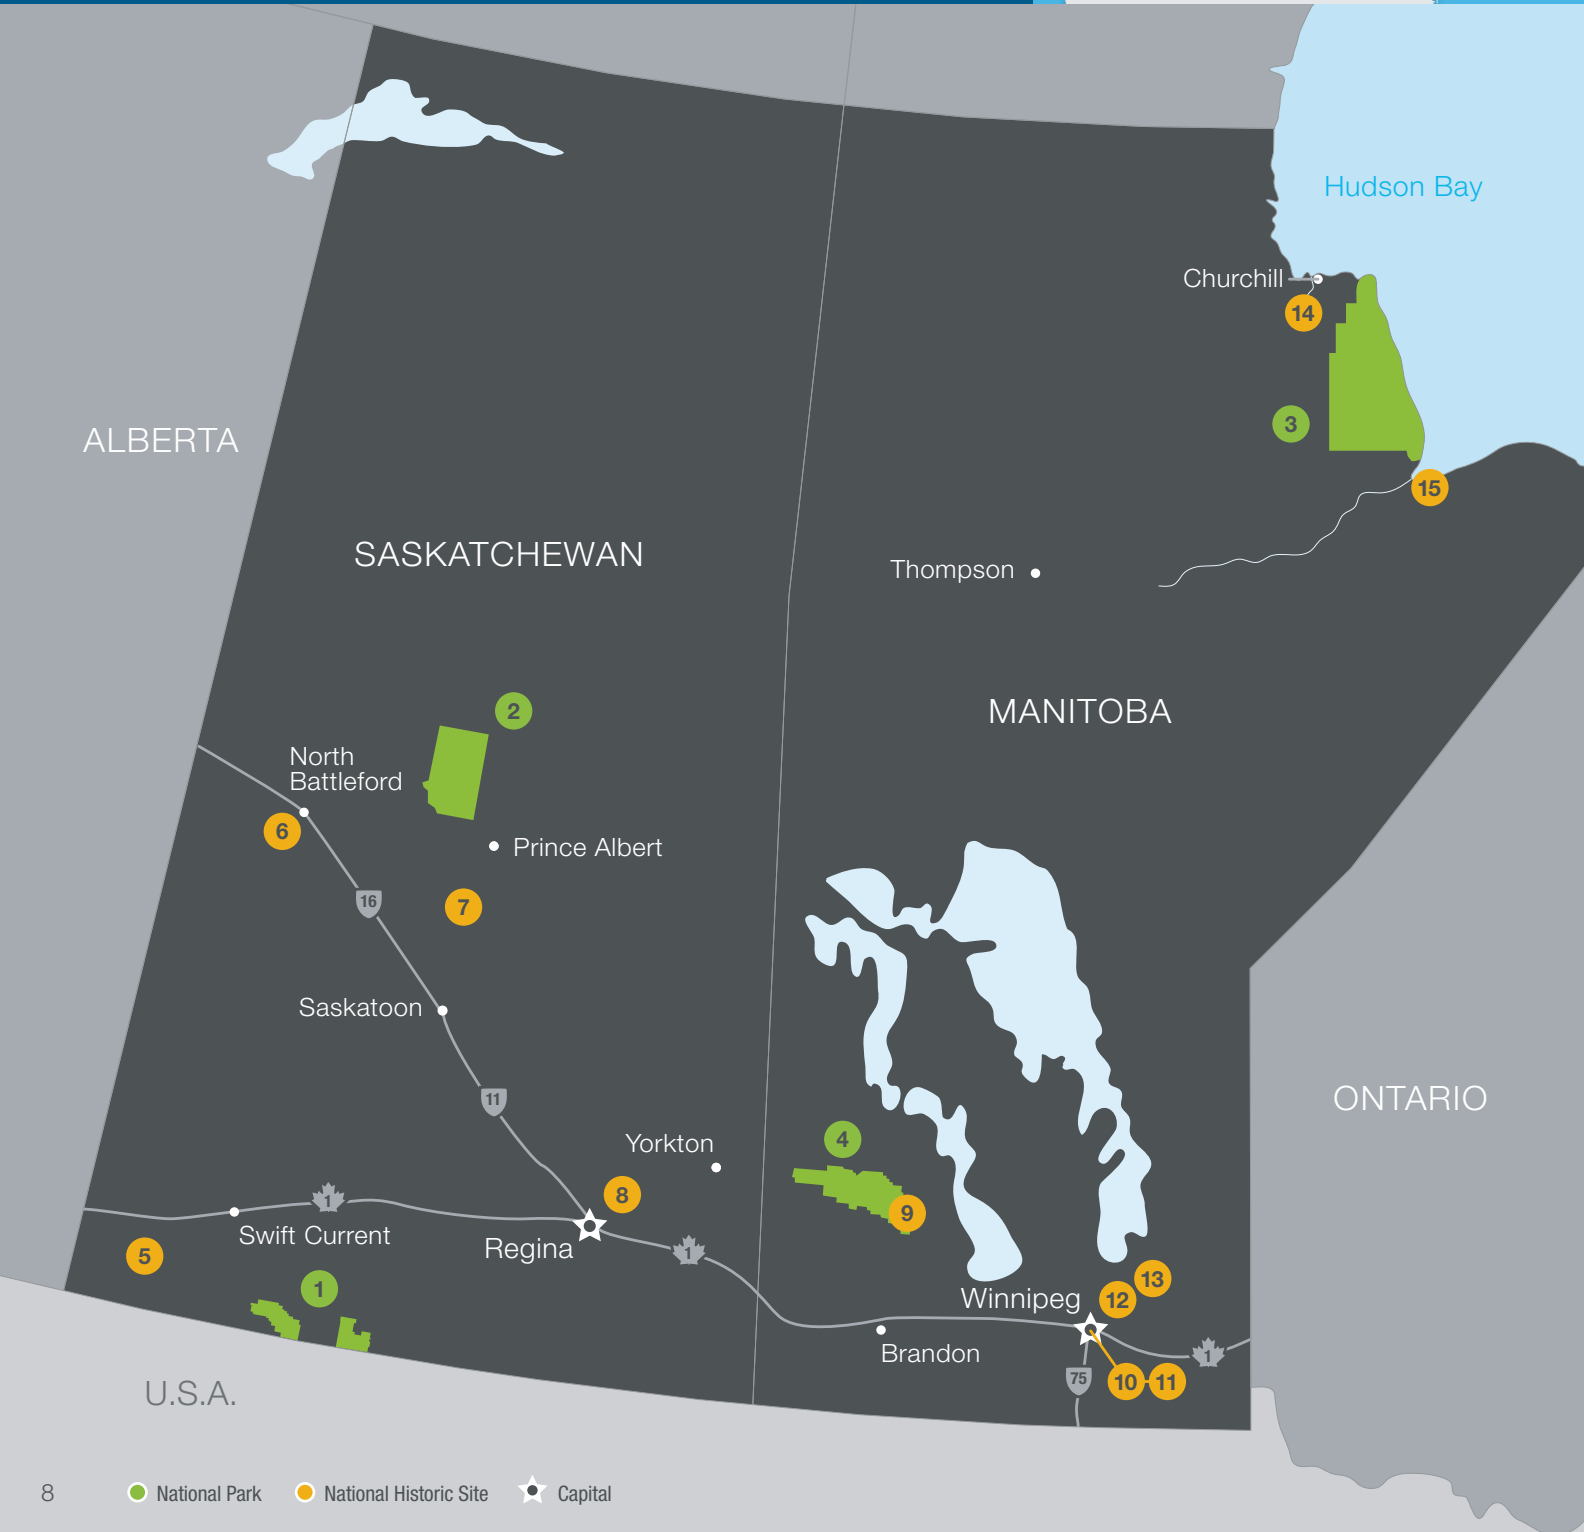 Hudson Bay
Churchill
14
3
ALBERTA
15
SASKATCHEWAN
Thompson
2
MANITOBA
North
Battleford
6
Prince Albert
16
7
Saskatoon
11
ONTARIO
4
Yorkton
8
1
9
Swift Current
Regina
1
5
1
13
Winnipeg
12
Brandon
1
75
10
11
U.S.A.
8
National Park
National Historic Site
Capital